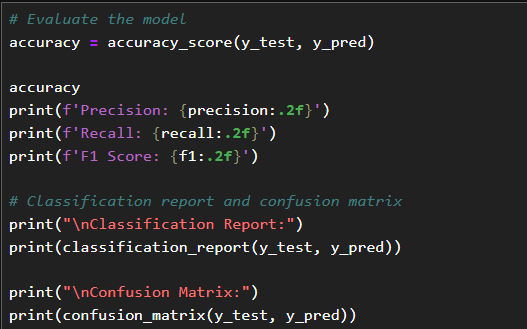 # Evaluate the model
accuracy = accuracy_score(y_test, y_pred)
accuracy
print(f'Precision: {precision:.2f}')
print(f'Recall: {recall:.2f}')
print(f'F1 Score: {f1:.2f}')
# Classification report and confusion matrix
print("\nClassification Report:")
print(classification_report(y_test, y_pred))
print("\nConfusion Matrix:")
print(confusion_matrix(y_test, y_pred))